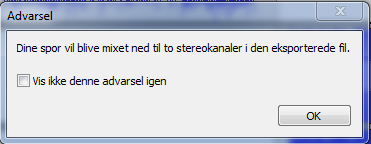 Advarsel
Dine spor vil blive mixet ned til to stereokanaler i den eksporterede fil.
Vis ikke denne advarsel igen
OK